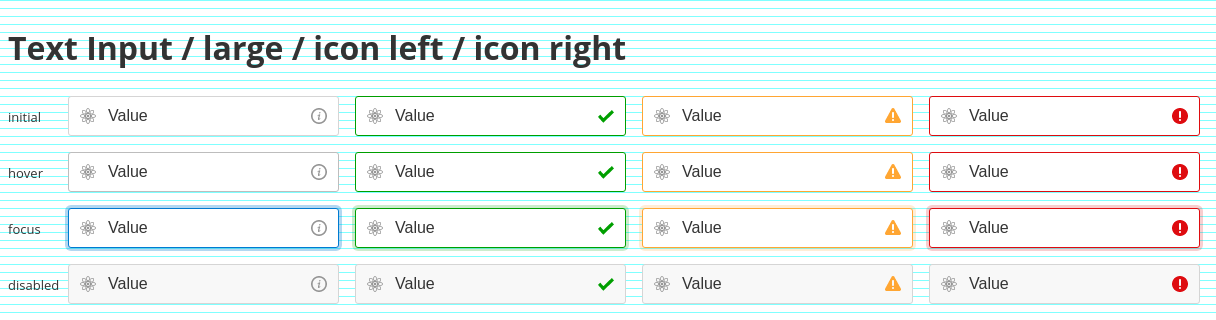 Text Input / large / icon left / icon right
initial Value Value Value Value
hover Value Value Value Value
focus Value Value Value Value
disabled Value Value Value Value